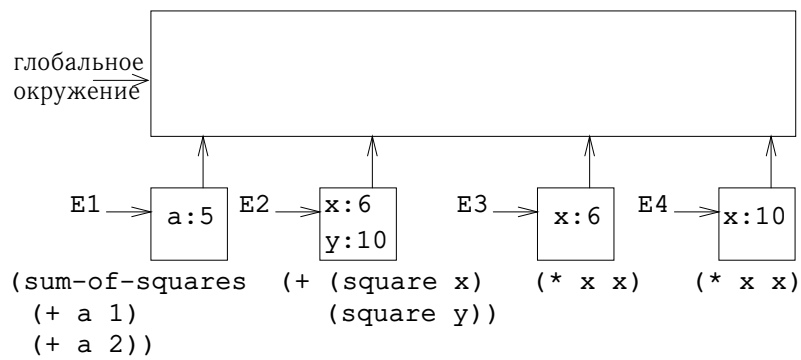 глобальное
окружение
E1
a:5
E2
x:6
y:10
E3
x:6
E4
x:10
(sum-of-squares
(+ a 1)
(+ a 2))
(+ (square x)
(square y))
(* x x)
(* x x)